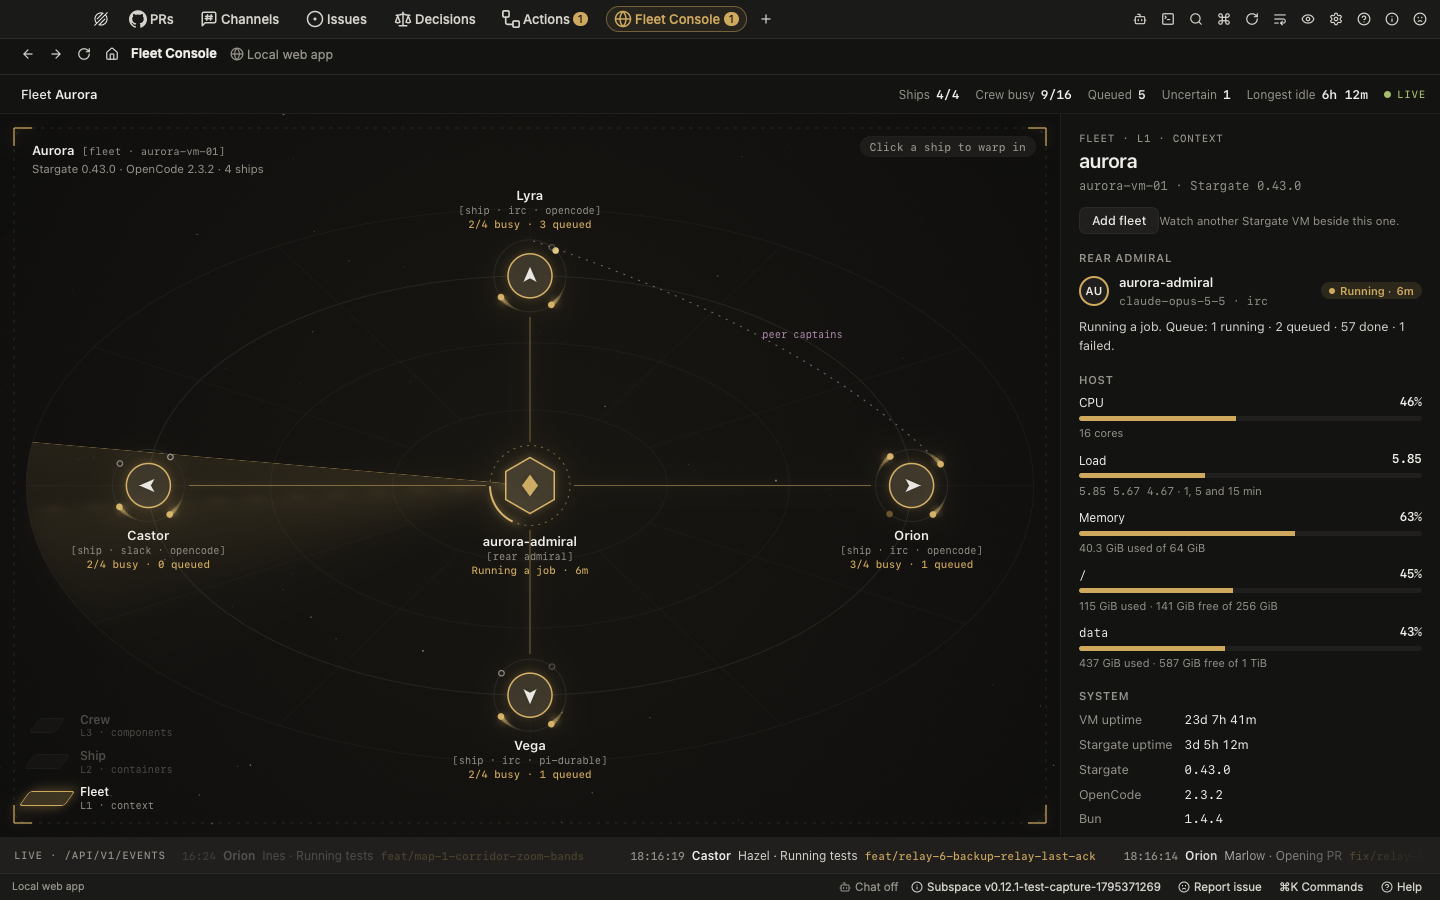 PRs
Channels
Issues
Decisions
Actions 1
Fleet Console 1
Fleet Console
Local web app
Fleet Aurora
Ships 4/4
Crew busy 9/16
Queued 5
Uncertain 1
Longest idle 6h 12m
LIVE
Aurora [fleet · aurora-vm-01]
Stargate 0.43.0 · OpenCode 2.3.2 · 4 ships
Click a ship to warp in
Lyra
[ship · irc · opencode]
2/4 busy · 3 queued
peer captains
Castor
[ship · slack · opencode]
2/4 busy · 0 queued
aurora-admiral
[rear admiral]
Running a job · 6m
Orion
[ship · irc · opencode]
3/4 busy · 1 queued
Vega
[ship · irc · pi-durable]
2/4 busy · 1 queued
Crew
L3 · components
Ship
L2 · containers
Fleet
L1 · context
FLEET · L1 · CONTEXT
aurora
aurora-vm-01 · Stargate 0.43.0
Add fleet Watch another Stargate VM beside this one.
REAR ADMIRAL
AU
aurora-admiral
claude-opus-5-5 · irc
Running · 6m
Running a job. Queue: 1 running · 2 queued · 57 done · 1
failed.
HOST
CPU 46%
16 cores
Load 5.85
5.85 5.67 4.67 · 1, 5 and 15 min
Memory 63%
40.3 GiB used of 64 GiB
/ 45%
115 GiB used · 141 GiB free of 256 GiB
data 43%
437 GiB used · 587 GiB free of 1 TiB
SYSTEM
VM uptime 23d 7h 41m
Stargate uptime 3d 5h 12m
Stargate 0.43.0
OpenCode 2.3.2
Bun 1.4.4
LIVE · /API/V1/EVENTS
16:24 Orion Ines · Running tests feat/map-1-corridor-zoom-bands
18:16:19 Castor Hazel · Running tests feat/relay-6-backup-relay-last-ack
18:16:14 Orion Marlow · Opening PR fix/relay-
Local web app
Chat off
Subspace v0.12.1-test-capture-1795371269
Report issue
⌘K Commands
Help